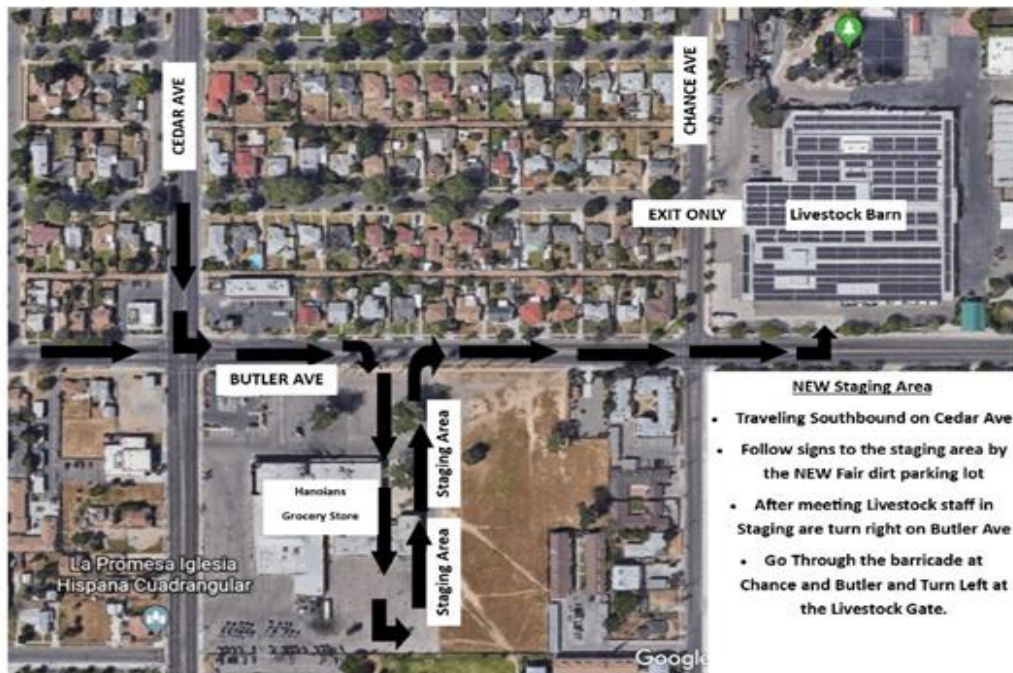 CEDAR AVE
CHANCE AVE
EXIT ONLY
Livestock Barn
BUTLER AVE
Staging Area
Staging Area
Hanoians
Grocery Store
La Promesa Iglesia
Hispana Cuadrangular
Google
NEW Staging Area
• Traveling Southbound on Cedar Ave
• Follow signs to the staging area by
the NEW Fair dirt parking lot
• After meeting Livestock staff in
Staging are turn right on Butler Ave
• Go Through the barricade at
Chance and Butler and Turn Left at
the Livestock Gate.